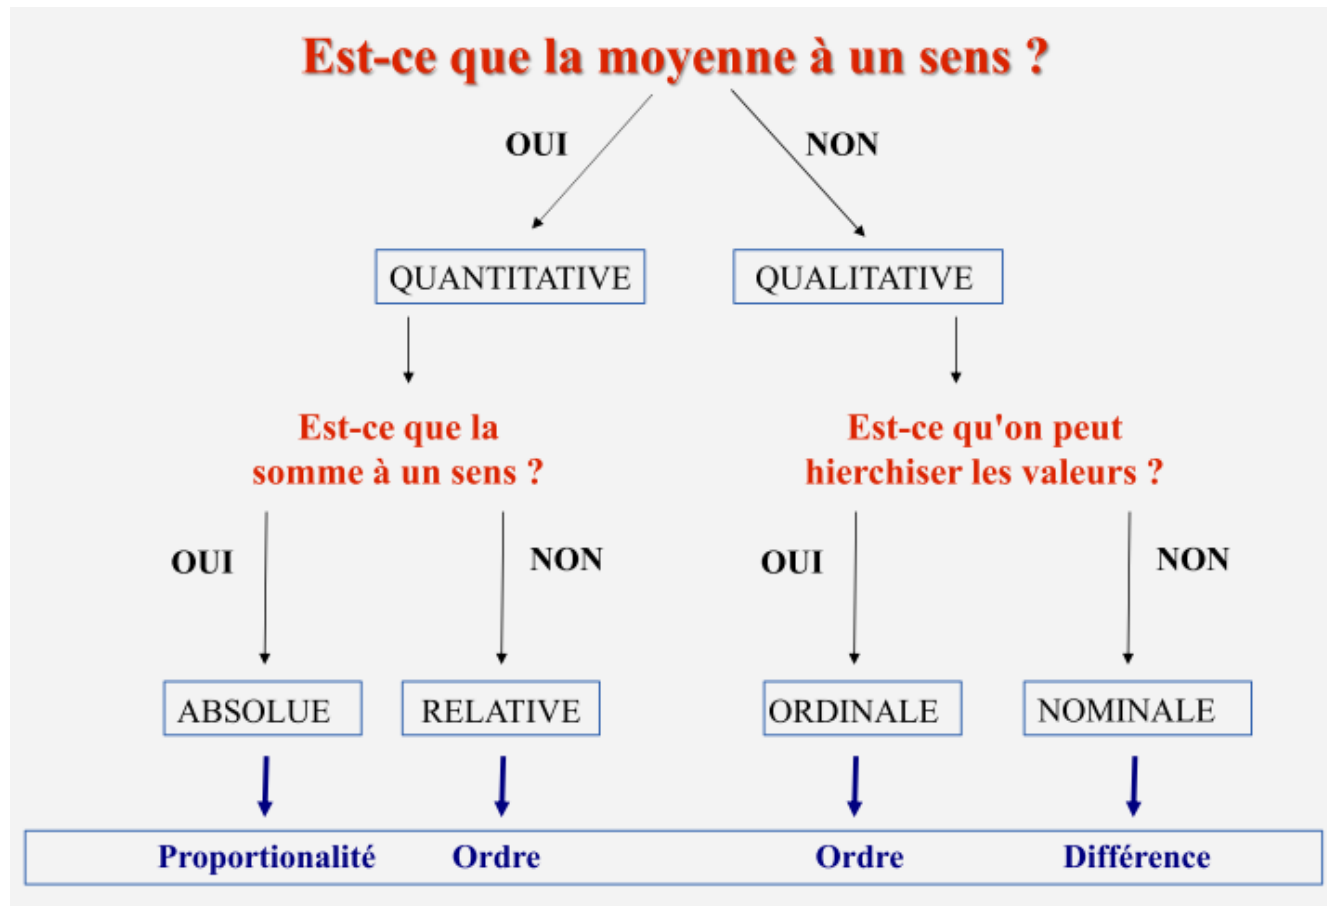 Est-ce que la moyenne à un sens ?
OUI
NON
QUANTITATIVE
QUALITATIVE
Est-ce que la
somme à un sens ?
Est-ce qu'on peut
hierchiser les valeurs ?
OUI
NON
OUI
NON
ABSOLUE
RELATIVE
ORDINALE
NOMINALE
Proportionalité
Ordre
Ordre
Différence